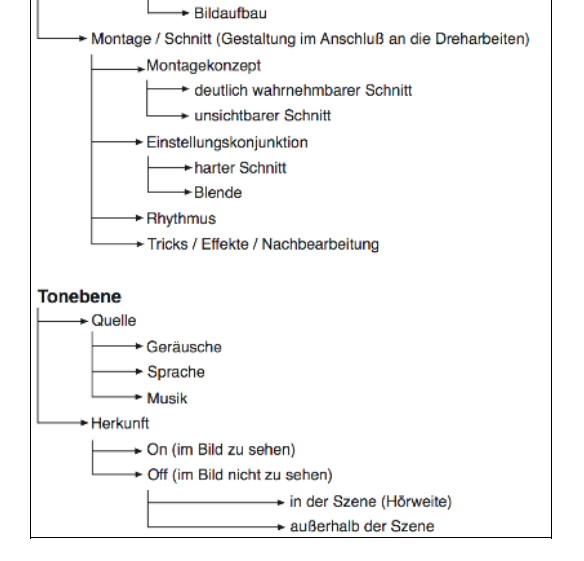 Bildaufbau
Montage / Schnitt (Gestaltung im Anschluß an die Dreharbeiten)
Montagekonzept
deutlich wahrnehmbarer Schnitt
unsichtbarer Schnitt
Einstellungskonjunktion
harter Schnitt
Blende
Rhythmus
Tricks / Effekte / Nachbearbeitung
Tonebene
Quelle
Geräusche
Sprache
Musik
Herkunft
On (im Bild zu sehen)
Off (im Bild nicht zu sehen)
in der Szene (Hörweite)
außerhalb der Szene